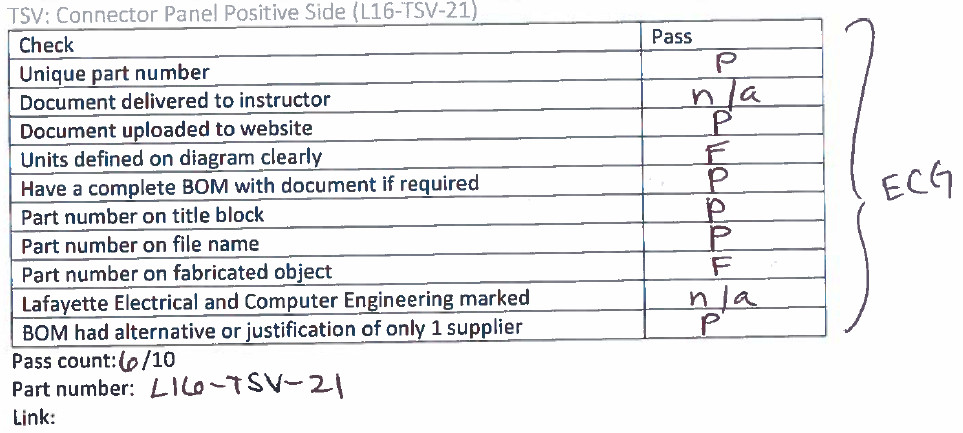 TSV: Connector Panel Positive Side (L16-TSV-21)
Check Pass
Unique part number P
Document delivered to instructor n/a
Document uploaded to website P
Units defined on diagram clearly F
Have a complete BOM with document if required P
Part number on title block P
Part number on file name P
Part number on fabricated object F
Lafayette Electrical and Computer Engineering marked n/a
BOM had alternative or justification of only 1 supplier P
ECG
Pass count: 6/10
Part number: L16-TSV-21
Link: